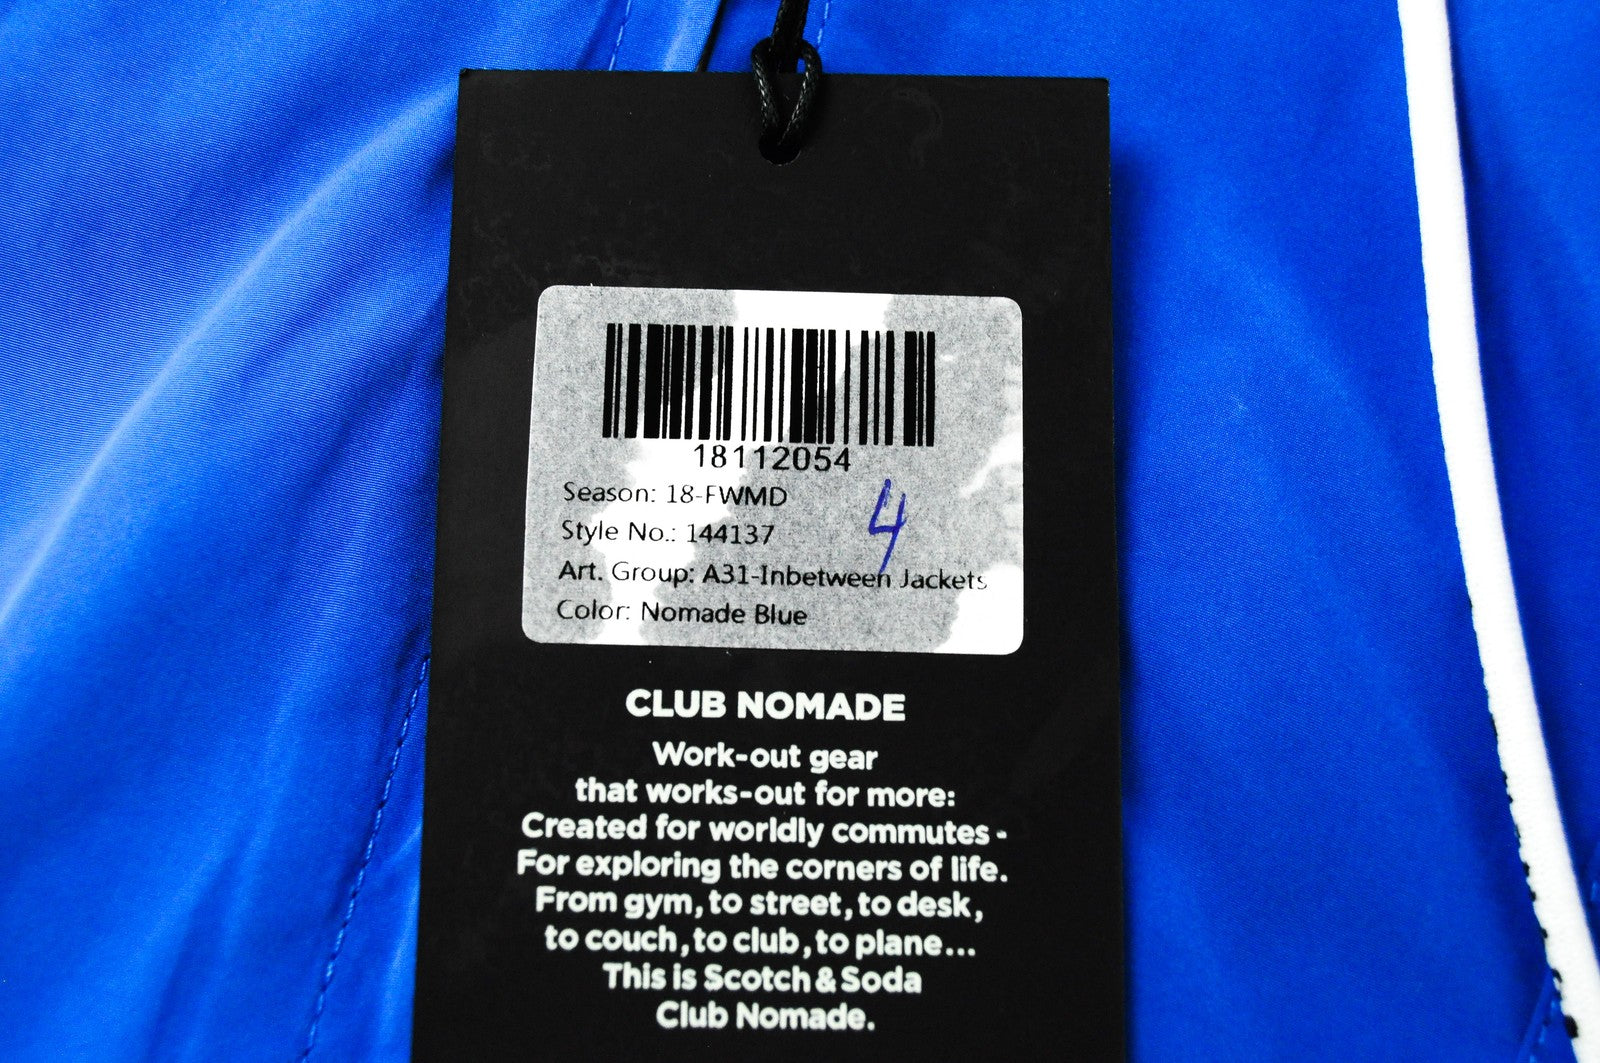 18112054
Season: 18-FWMD
4
Style No.: 144137
Art. Group: A31-Inbetween Jackets
Color: Nomade Blue
CLUB NOMADE
Work-out gear
that works-out for more:
Created for worldly commutes -
For exploring the corners of life.
From gym, to street, to desk,
to couch, to club, to plane...
This is Scotch & Soda
Club Nomade.